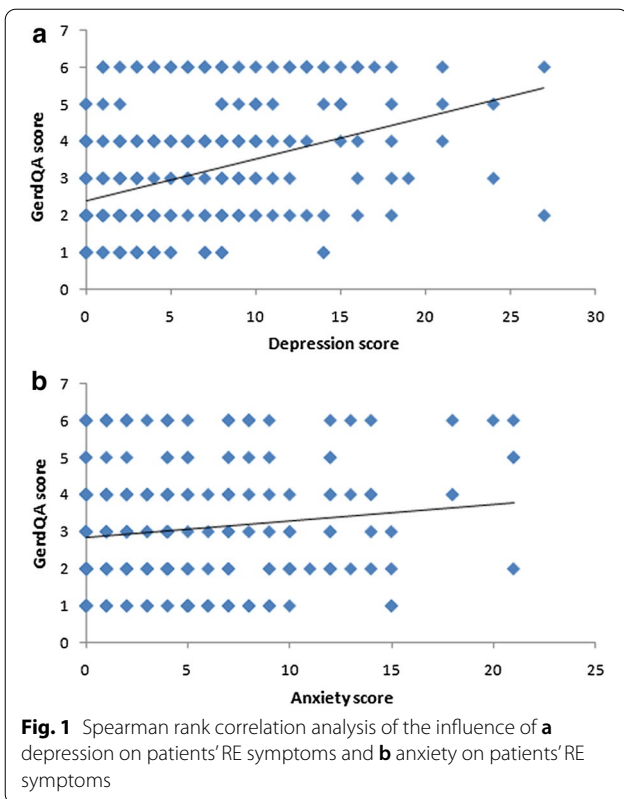 a
7
6
5
4
3
2
1
0
GerdQA score
0 5 10 15 20 25 30
Depression score
b
7
6
5
4
3
2
1
0
GerdQA score
0 5 10 15 20 25
Anxiety score
Fig. 1 Spearman rank correlation analysis of the influence of a
depression on patients’ RE symptoms and b anxiety on patients’ RE
symptoms